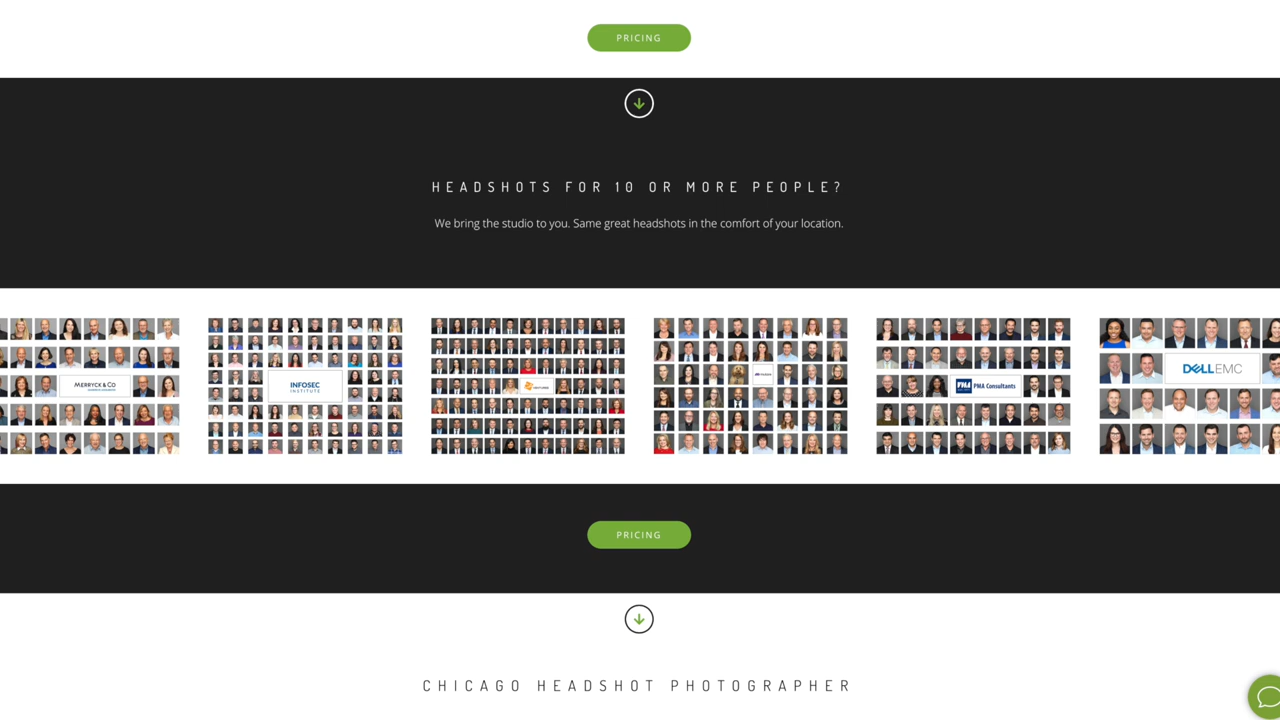 PRICING
HEADSHOTS FOR 10 OR MORE PEOPLE?
We bring the studio to you. Same great headshots in the comfort of your location.
MERRYCK & CO
INFOSEC
INSTITUTE
PMA Consultants
DELLEMC
PRICING
CHICAGO HEADSHOT PHOTOGRAPHER